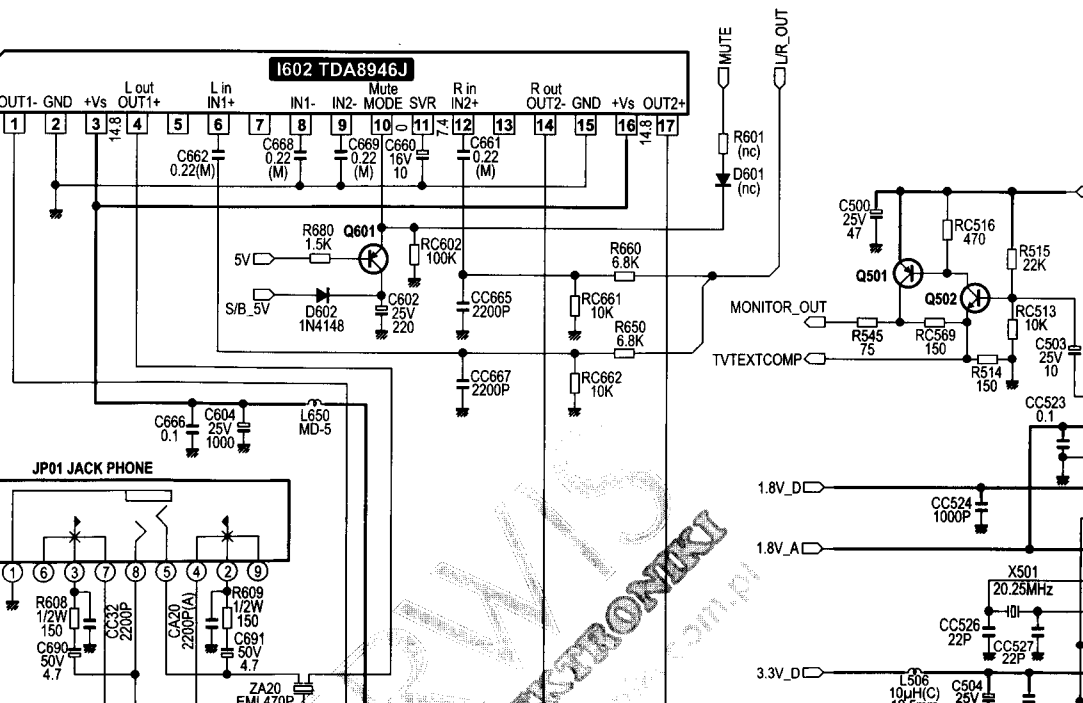 MUTE
L/R_OUT
I602 TDA8946J
OUT1- GND +Vs L out OUT1+ L in IN1+ IN1- IN2- Mute MODE SVR R in IN2+ R out OUT2- GND +Vs OUT2+
1 2 3 14.8 4 5 6 7 8 9 10 0 11 7.4 12 13 14 15 16 14.8 17
C662
0.22(M)
C668
0.22
(M)
C669
0.22
(M)
C660
16V
10
C661
0.22
(M)
R601
(nc)
D601
(nc)
R680
1.5K
Q601
5V
S/B_5V
D602
1N4148
RC602
100K
C602
25V
220
CC665
2200P
R660
6.8K
RC661
10K
R650
6.8K
CC667
2200P
RC662
10K
C500
25V
47
RC516
470
R515
22K
Q501
Q502
MONITOR_OUT
R545
75
RC569
150
RC513
10K
TVTEXTCOMP
R514
150
C503
25V
10
CC523
0.1
C666
0.1
C604
25V
1000
L650
MD-5
JP01 JACK PHONE
1 6 3 7 8 5 4 2 9
R608
1/2W
150
C690
50V
4.7
CC32
2200P
CA20
2200P(A)
R609
1/2W
150
C691
50V
4.7
ZA20
EMI 470P
1.8V_D
CC524
1000P
1.8V_A
X501
20.25MHz
CC526
22P
CC527
22P
3.3V_D
L506
10µH(C)
C504
25V